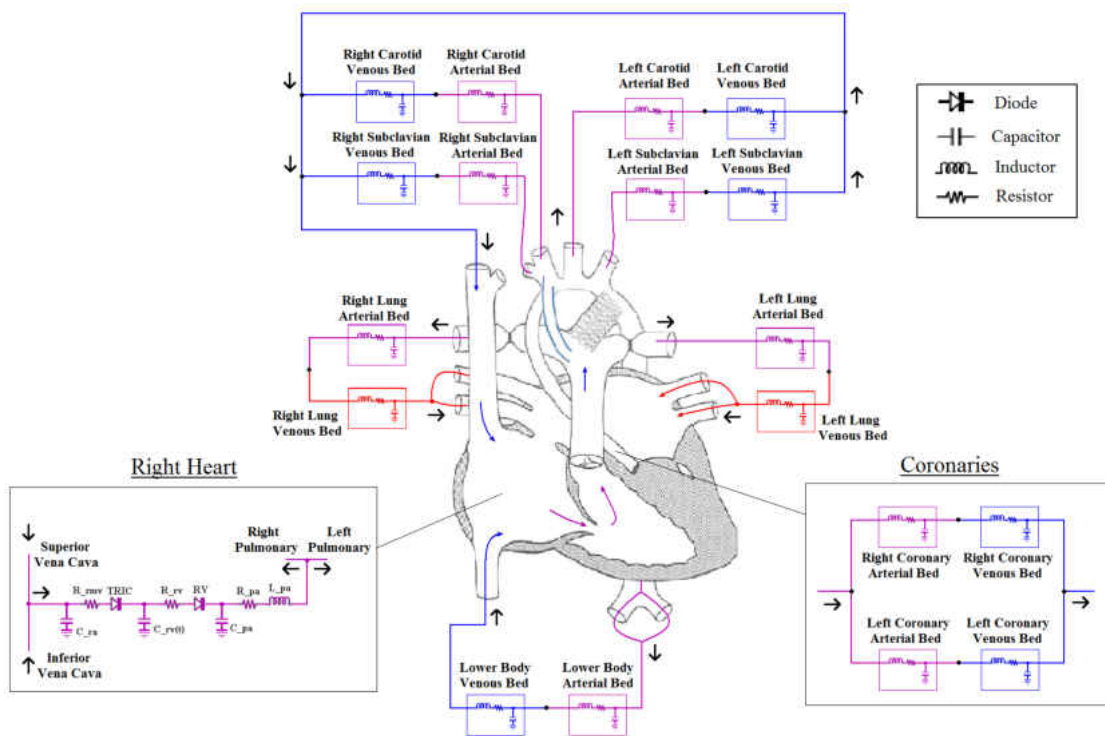 Right Carotid
Venous Bed
Right Carotid
Arterial Bed
Left Carotid
Arterial Bed
Left Carotid
Venous Bed
Right Subclavian
Venous Bed
Right Subclavian
Arterial Bed
Left Subclavian
Arterial Bed
Left Subclavian
Venous Bed
Diode
Capacitor
Inductor
Resistor
Right Lung
Arterial Bed
Left Lung
Arterial Bed
Right Lung
Venous Bed
Left Lung
Venous Bed
Right Heart
Superior
Vena Cava
Right
Pulmonary
Left
Pulmonary
R_rmv
TRIC
R_rv
RV
R_pa
L_pa
C_ra
C_rv(t)
C_pa
Inferior
Vena Cava
Lower Body
Venous Bed
Lower Body
Arterial Bed
Coronaries
Right Coronary
Arterial Bed
Right Coronary
Venous Bed
Left Coronary
Arterial Bed
Left Coronary
Venous Bed